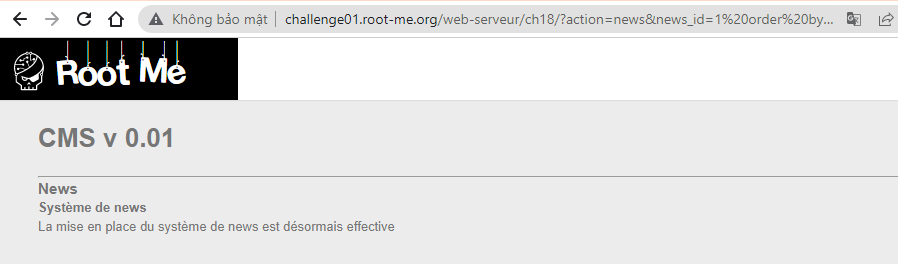 Không bảo mật challenge01.root-me.org/web-serveur/ch18/?action=news&news_id=1%20order%20by...
Root Me
CMS v 0.01
News
Système de news
La mise en place du système de news est désormais effective